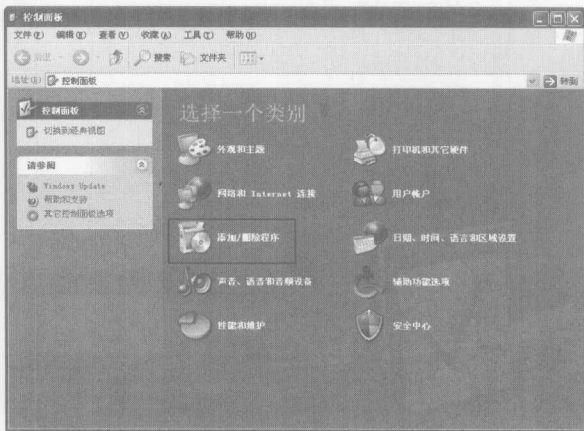 控制面板
文件(F) 编辑(E) 查看(V) 收藏(A) 工具(T) 帮助(H)
后退 搜索 文件夹
地址(D) 控制面板 转到
控制面板
切换到经典视图
请参阅
Windows Update
帮助和支持
其它控制面板选项
选择一个类别
外观和主题
打印机和其它硬件
网络和 Internet 连接
用户帐户
添加/删除程序
日期、时间、语言和区域设置
声音、语音和音频设备
辅助功能选项
性能和维护
安全中心